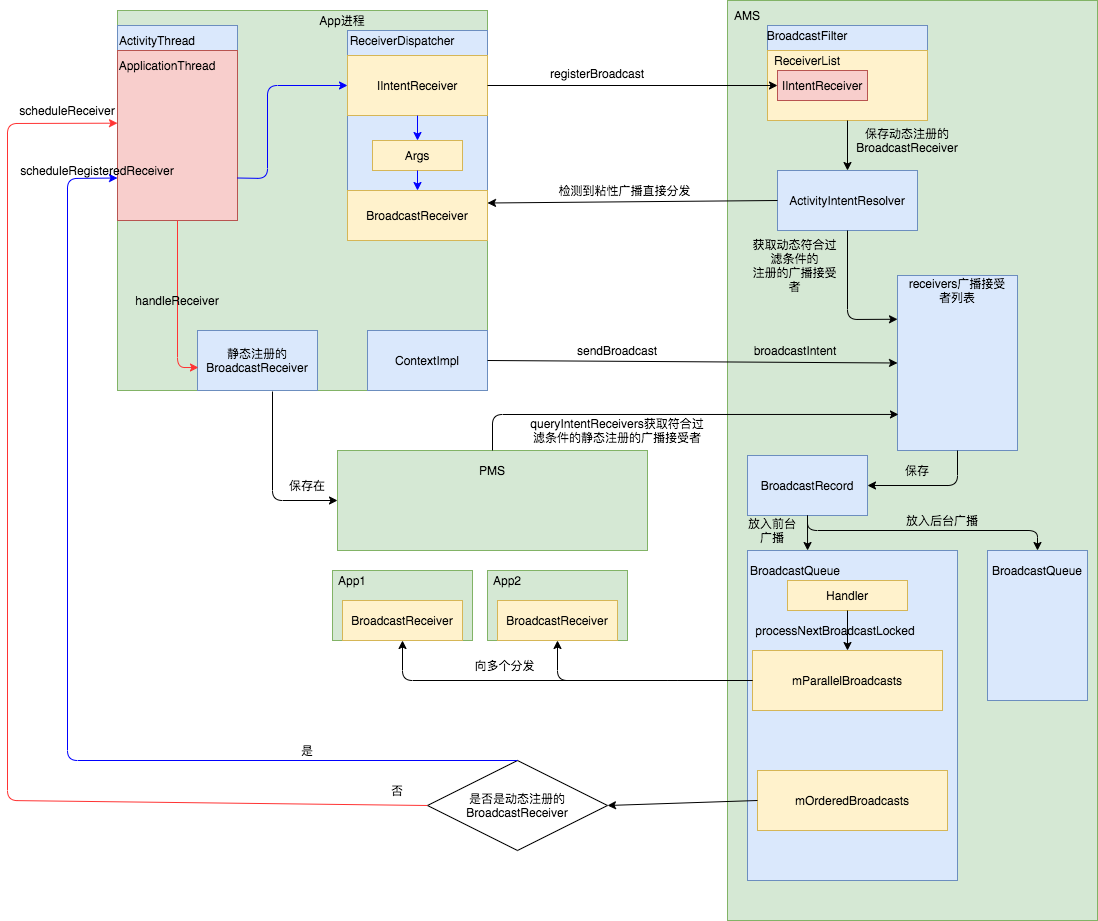 App进程
AMS
ActivityThread
ApplicationThread
ReceiverDispatcher
IIntentReceiver
Args
BroadcastReceiver
registerBroadcast
BroadcastFilter
ReceiverList
IIntentReceiver
scheduleReceiver
scheduleRegisteredReceiver
保存动态注册的
BroadcastReceiver
检测到粘性广播直接分发
ActivityIntentResolver
获取动态符合过
滤条件的
注册的广播接受
者
handleReceiver
receivers广播接受
者列表
静态注册的
BroadcastReceiver
ContextImpl
sendBroadcast
broadcastIntent
queryIntentReceivers获取符合过
滤条件的静态注册的广播接受者
保存在
PMS
保存
BroadcastRecord
放入前台
广播
放入后台广播
BroadcastQueue
BroadcastQueue
Handler
processNextBroadcastLocked
App1
BroadcastReceiver
App2
BroadcastReceiver
向多个分发
mParallelBroadcasts
是
否
是否是动态注册的
BroadcastReceiver
mOrderedBroadcasts